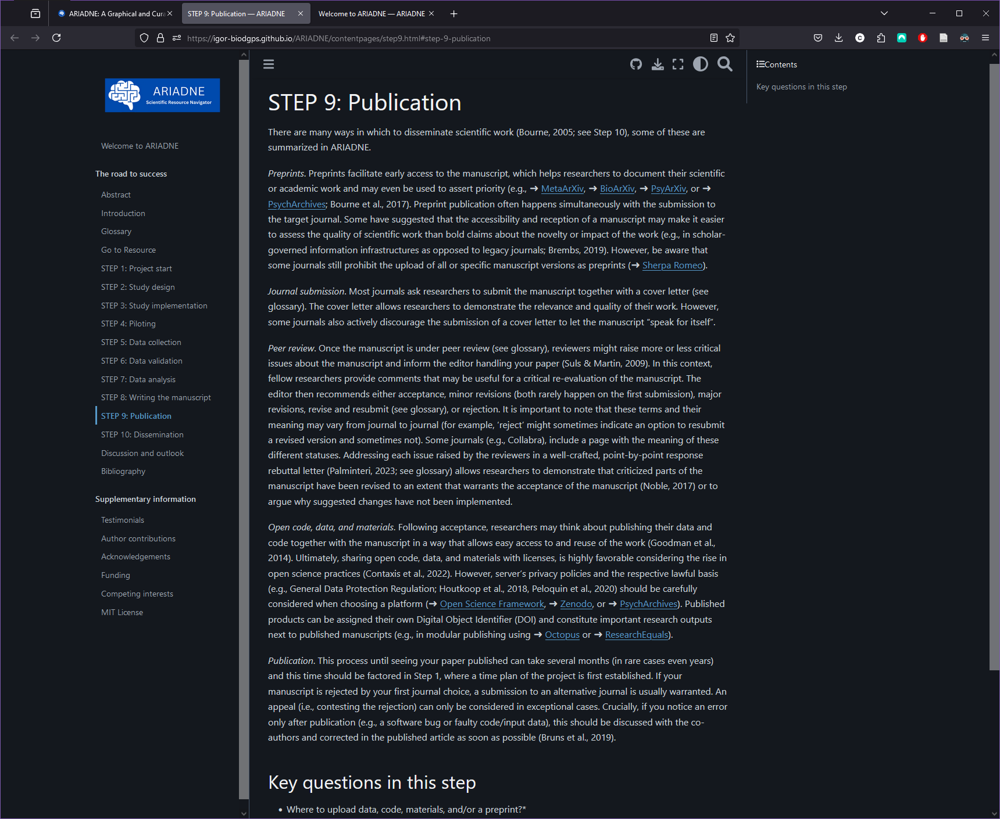 ARIADNE: A Graphical and Cura
STEP 9: Publication — ARIADNE
Welcome to ARIADNE — ARIADNE
https://igor-biodgps.github.io/ARIADNE/contentpages/step9.html#step-9-publication
ARIADNE
Scientific Resource Navigator
Welcome to ARIADNE
The road to success
Abstract
Introduction
Glossary
Go to Resource
STEP 1: Project start
STEP 2: Study design
STEP 3: Study implementation
STEP 4: Piloting
STEP 5: Data collection
STEP 6: Data validation
STEP 7: Data analysis
STEP 8: Writing the manuscript
STEP 9: Publication
STEP 10: Dissemination
Discussion and outlook
Bibliography
Supplementary information
Testimonials
Author contributions
Acknowledgements
Funding
Competing interests
MIT License
STEP 9: Publication
There are many ways in which to disseminate scientific work (Bourne, 2005; see Step 10), some of these are
summarized in ARIADNE.
Preprints. Preprints facilitate early access to the manuscript, which helps researchers to document their scientific
or academic work and may even be used to assert priority (e.g., ➜ MetaArXiv, ➜ BioArXiv, ➜ PsyArXiv, or ➜
PsychArchives; Bourne et al., 2017). Preprint publication often happens simultaneously with the submission to
the target journal. Some have suggested that the accessibility and reception of a manuscript may make it easier
to assess the quality of scientific work than bold claims about the novelty or impact of the work (e.g., in scholar-
governed information infrastructures as opposed to legacy journals; Brembs, 2019). However, be aware that
some journals still prohibit the upload of all or specific manuscript versions as preprints (➜ Sherpa Romeo).
Journal submission. Most journals ask researchers to submit the manuscript together with a cover letter (see
glossary). The cover letter allows researchers to demonstrate the relevance and quality of their work. However,
some journals also actively discourage the submission of a cover letter to let the manuscript “speak for itself”.
Peer review. Once the manuscript is under peer review (see glossary), reviewers might raise more or less critical
issues about the manuscript and inform the editor handling your paper (Suls & Martin, 2009). In this context,
fellow researchers provide comments that may be useful for a critical re-evaluation of the manuscript. The
editor then recommends either acceptance, minor revisions (both rarely happen on the first submission), major
revisions, revise and resubmit (see glossary), or rejection. It is important to note that these terms and their
meaning may vary from journal to journal (for example, ‘reject’ might sometimes indicate an option to resubmit
a revised version and sometimes not). Some journals (e.g., Collabra), include a page with the meaning of these
different statuses. Addressing each issue raised by the reviewers in a well-crafted, point-by-point response
rebuttal letter (Palminteri, 2023; see glossary) allows researchers to demonstrate that criticized parts of the
manuscript have been revised to an extent that warrants the acceptance of the manuscript (Noble, 2017) or to
argue why suggested changes have not been implemented.
Open code, data, and materials. Following acceptance, researchers may think about publishing their data and
code together with the manuscript in a way that allows easy access to and reuse of the work (Goodman et al.,
2014). Ultimately, sharing open code, data, and materials with licenses, is highly favorable considering the rise in
open science practices (Contaxis et al., 2022). However, server’s privacy policies and the respective lawful basis
(e.g., General Data Protection Regulation; Houtkoop et al., 2018, Peloquin et al., 2020) should be carefully
considered when choosing a platform (➜ Open Science Framework, ➜ Zenodo, or ➜ PsychArchives). Published
products can be assigned their own Digital Object Identifier (DOI) and constitute important research outputs
next to published manuscripts (e.g., in modular publishing using ➜ Octopus or ➜ ResearchEquals).
Publication. This process until seeing your paper published can take several months (in rare cases even years)
and this time should be factored in Step 1, where a time plan of the project is first established. If your
manuscript is rejected by your first journal choice, a submission to an alternative journal is usually warranted. An
appeal (i.e., contesting the rejection) can only be considered in exceptional cases. Crucially, if you notice an error
only after publication (e.g., a software bug or faulty code/input data), this should be discussed with the co-
authors and corrected in the published article as soon as possible (Bruns et al., 2019).
Key questions in this step
• Where to upload data, code, materials, and/or a preprint?*
Contents
Key questions in this step